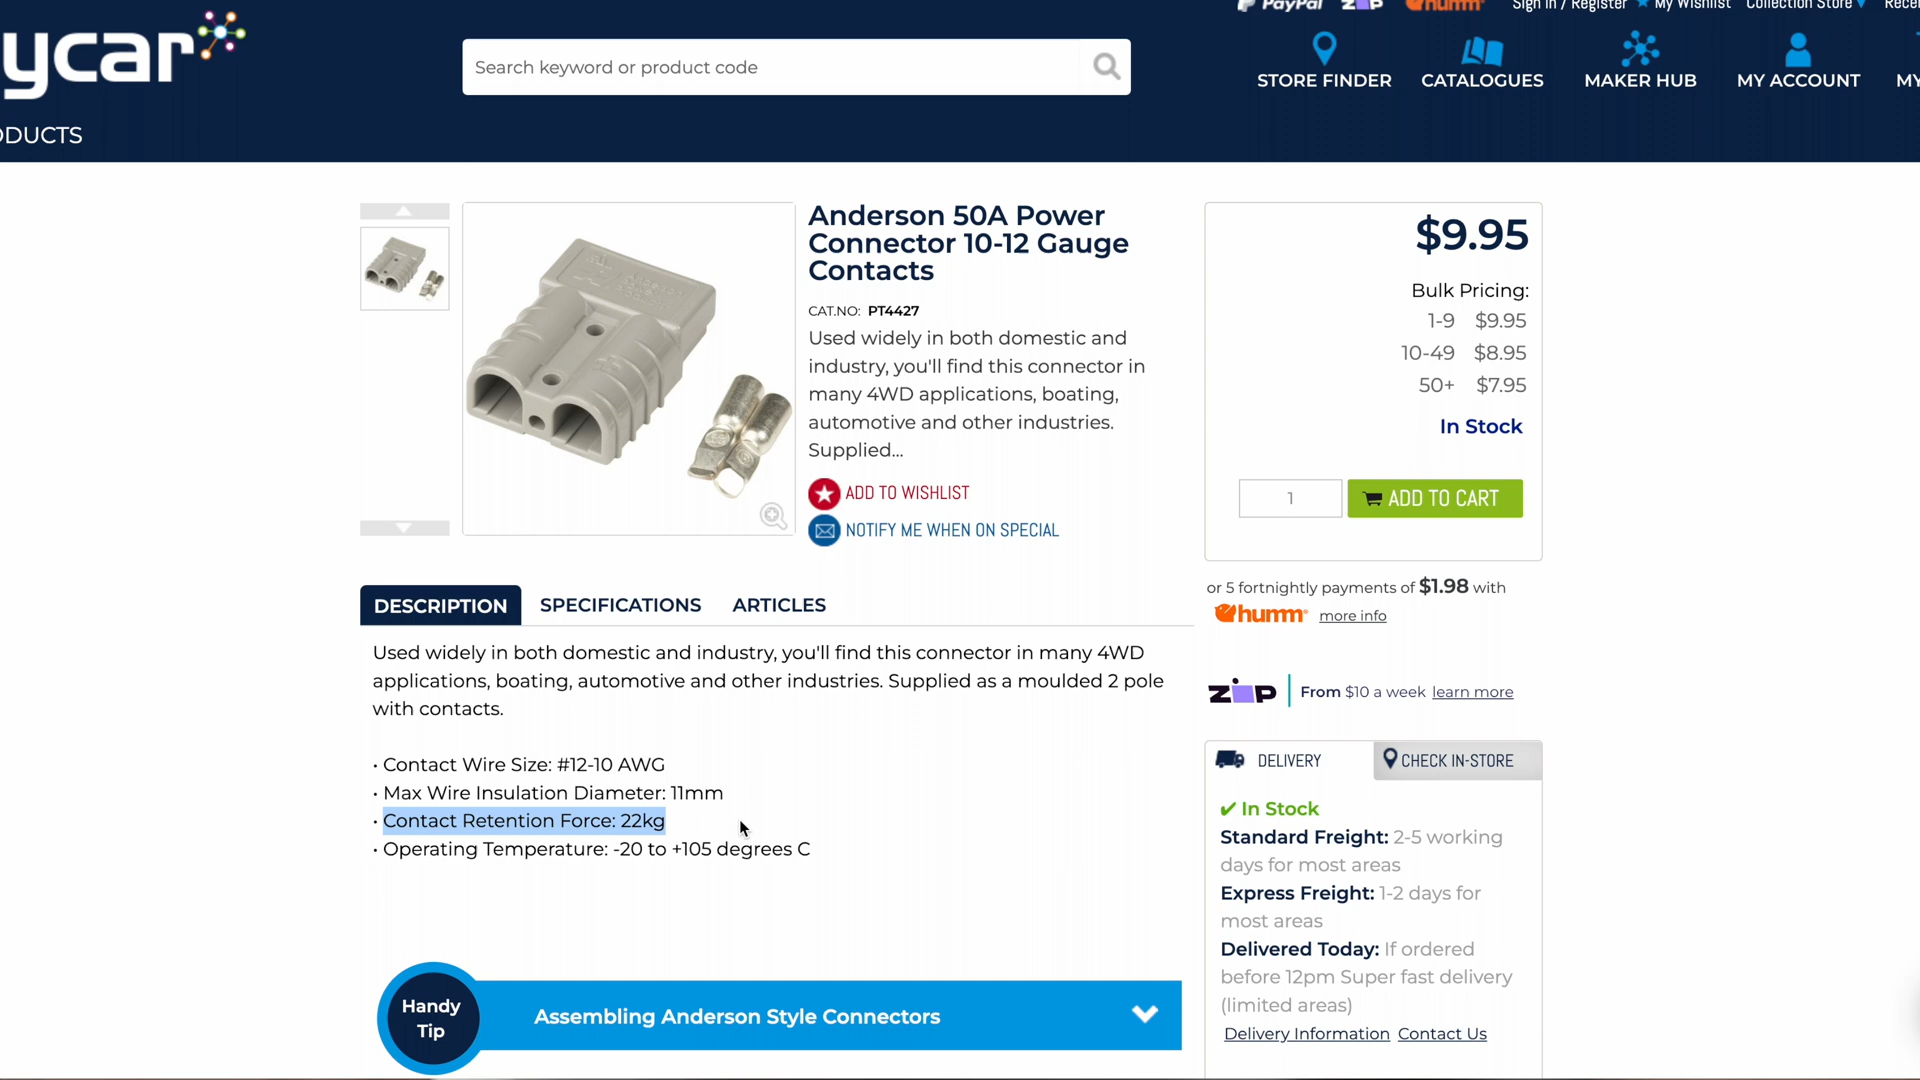 PayPal
zip
humm
Sign in / Register
My Wishlist
Collection Store
ycar
Search keyword or product code
STORE FINDER
CATALOGUES
MAKER HUB
MY ACCOUNT
MY
ODUCTS
Anderson 50A Power
Connector 10-12 Gauge
Contacts
CAT.NO: PT4427
Used widely in both domestic and
industry, you'll find this connector in
many 4WD applications, boating,
automotive and other industries.
Supplied...
ADD TO WISHLIST
NOTIFY ME WHEN ON SPECIAL
$9.95
Bulk Pricing:
1-9 $9.95
10-49 $8.95
50+ $7.95
In Stock
1
ADD TO CART
or 5 fortnightly payments of $1.98 with
humm more info
zip From $10 a week learn more
DESCRIPTION
SPECIFICATIONS
ARTICLES
Used widely in both domestic and industry, you'll find this connector in many 4WD
applications, boating, automotive and other industries. Supplied as a moulded 2 pole
with contacts.
• Contact Wire Size: #12-10 AWG
• Max Wire Insulation Diameter: 11mm
• Contact Retention Force: 22kg
• Operating Temperature: -20 to +105 degrees C
DELIVERY
CHECK IN-STORE
✔ In Stock
Standard Freight: 2-5 working
days for most areas
Express Freight: 1-2 days for
most areas
Delivered Today: If ordered
before 12pm Super fast delivery
(limited areas)
Delivery Information Contact Us
Handy
Tip
Assembling Anderson Style Connectors